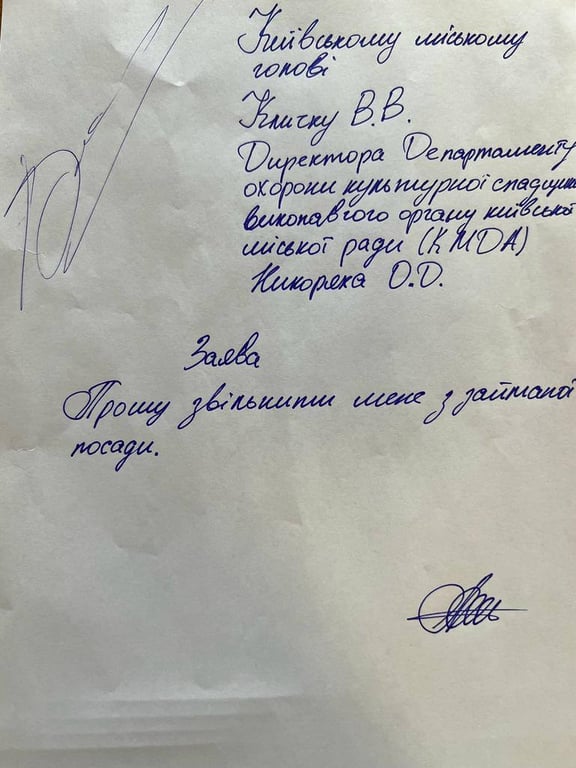 Київському міському
голові
Кличку В.В.
Директора Департаменту
охорони культурної спадщини
виконавчого органу київської
міської ради (КМДА)
Никоряка О.D.
Заява
Прошу звільнити мене з займаної
посади.